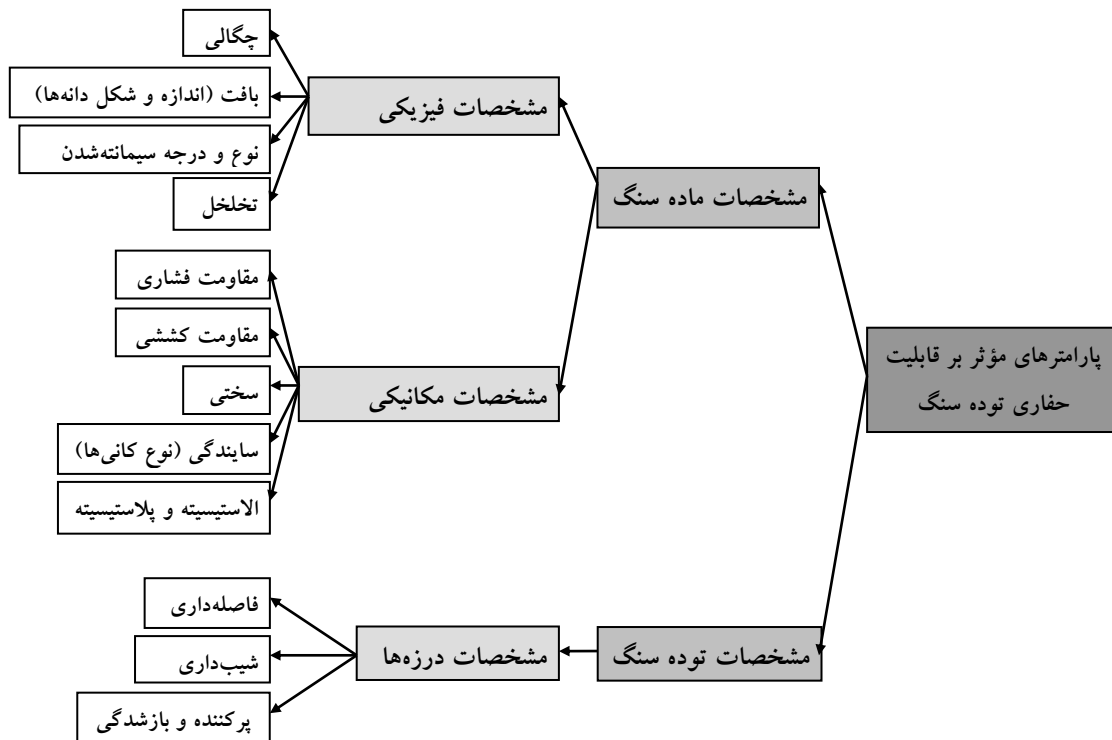 پارامترهای مؤثر بر قابلیت
حفاری توده سنگ
مشخصات ماده سنگ
مشخصات فیزیکی
چگالی
بافت (اندازه و شکل دانه‌ها)
نوع و درجه سیمانته‌شدن
تخلخل
مشخصات مکانیکی
مقاومت فشاری
مقاومت کششی
سختی
سایندگی (نوع کانی‌ها)
الاستیسیته و پلاستیسیته
مشخصات توده سنگ
مشخصات درزه‌ها
فاصله‌داری
شیب‌داری
پرکننده و بازشدگی